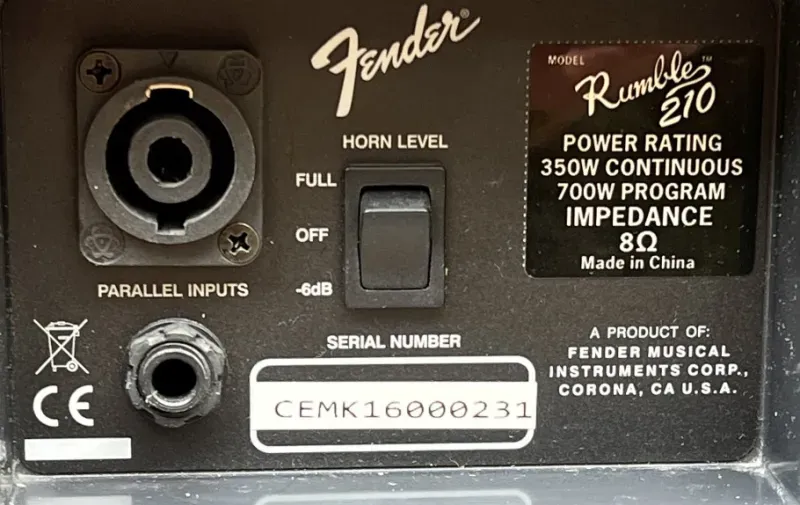 Fender®
HORN LEVEL
FULL
OFF
-6dB
PARALLEL INPUTS
CE
SERIAL NUMBER
CEMK16000231
MODEL
Rumble™
210
POWER RATING
350W CONTINUOUS
700W PROGRAM
IMPEDANCE
8Ω
Made in China
A PRODUCT OF:
FENDER MUSICAL
INSTRUMENTS CORP.,
CORONA, CA U.S.A.